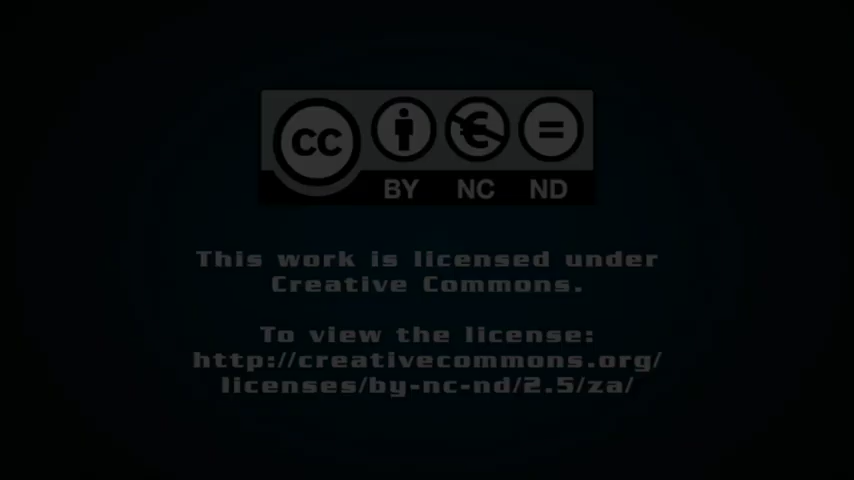 cc
BY NC ND
This work is licensed under
Creative Commons.
To view the license:
http://creativecommons.org/
licenses/by-nc-nd/2.5/za/